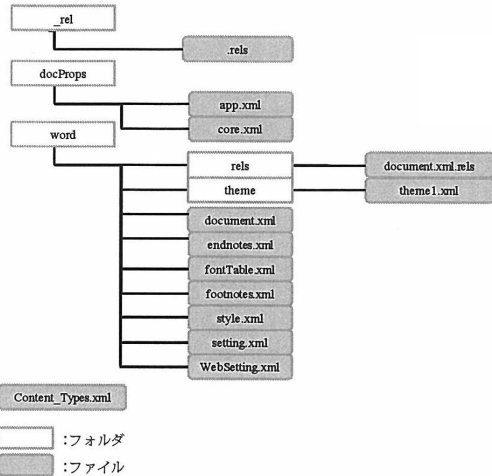 _rel
.rels
docProps
app.xml
core.xml
word
rels
document.xml.rels
theme
theme1.xml
document.xml
endnotes.xml
fontTable.xml
footnotes.xml
style.xml
setting.xml
WebSetting.xml
Content_Types.xml
:フォルダ
:ファイル